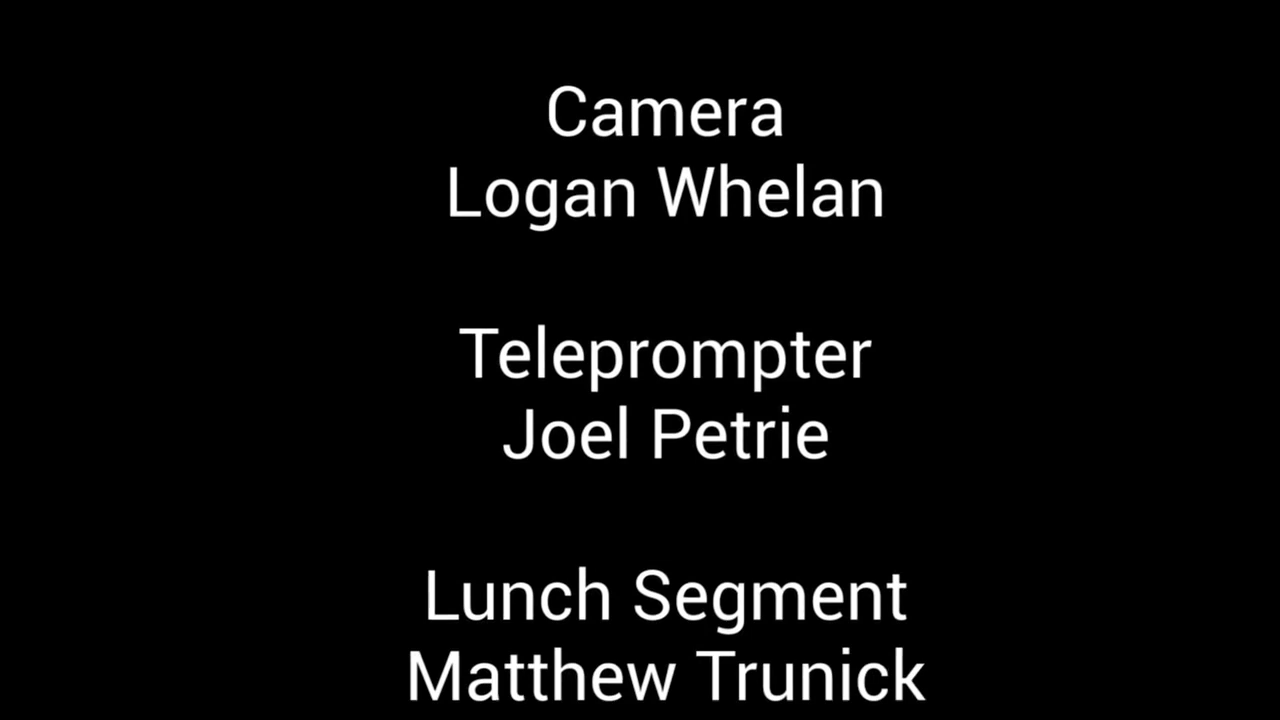 Camera
Logan Whelan
Teleprompter
Joel Petrie
Lunch Segment
Matthew Trunick